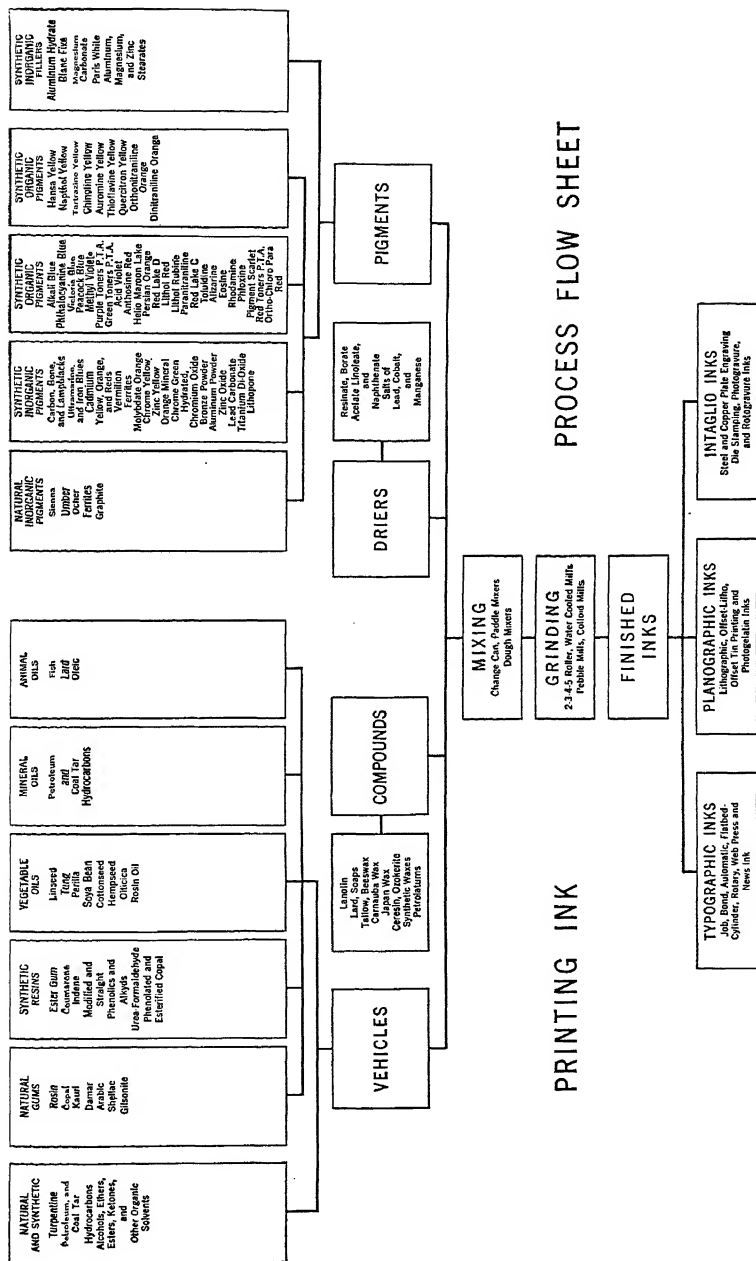 NATURAL
AND SYNTHETIC
Turpentine
Petroleum, and
Coal Tar
Hydrocarbons
Alcohols, Ethers,
Esters, Ketones,
and
Other Organic
Solvents
NATURAL
GUMS
Rosin
Copal
Kauri
Damar
Arabic
Shellac
Gilsonite
SYNTHETIC
RESINS
Ester Gum
Coumarone
Indene
Modified and
Straight
Phenolics and
Alkyds
Urea-Formaldehyde
Phenolated and
Esterified Copal
VEGETABLE
OILS
Linseed
Tung
Perilla
Soya Bean
Cottonseed
Hempseed
Oiticica
Rosin Oil
MINERAL
OILS
Petroleum
and
Coal Tar
Hydrocarbons
ANIMAL
OILS
Fish
Lard
Oleic
NATURAL
INORGANIC
PIGMENTS
Sienna
Umber
Ocher
Ferrites
Graphite
SYNTHETIC
INORGANIC
PIGMENTS
Carbon, Bone,
and Lampblacks
Ultramarine,
and Iron Blues
Cadmium
Yellow, Orange,
and Reds
Vermilion
Ferrites
Molybdate Orange
Chrome Yellow,
Zinc Yellow
Orange Mineral
Chrome Green
Hydrated,
Chromium Oxide
Bronze Powder
Aluminum Powder
Zinc Oxide
Lead Carbonate
Titanium Di-Oxide
Lithopone
SYNTHETIC
ORGANIC
PIGMENTS
Alkali Blue
Phthalocyanine Blue
Victoria Blue
Peacock Blue
Methyl Violets
Purple Toners P.T.A.
Green Toners P.T.A.
Acid Violet
Anthosine Red
Helio Maroon Lake
Persian Orange
Red Lake D
Lithol Red
Lithol Rubine
Paranitraniline
Red Lake C
Toluidine
Alizarine
Eosine
Rhodamine
Phloxine
Pigment Scarlet
Red Toners P.T.A.
Ortho-Chloro Para
Red
SYNTHETIC
ORGANIC
PIGMENTS
Hansa Yellow
Napthol Yellow
Tartrazine Yellow
Chinoline Yellow
Auromine Yellow
Thioflavine Yellow
Quercitron Yellow
Orthonitraniline
Orange
Dinitraniline Orange
SYNTHETIC
INORGANIC
FILLERS
Aluminum Hydrate
Blanc Fixe
Magnesium
Carbonate
Paris White
Aluminum,
Magnesium,
and Zinc
Stearates
VEHICLES
Lanolin
Lard, Soaps
Tallow, Beeswax
Carnauba Wax
Japan Wax
Ceresin, Ozokerite
Synthetic Waxes
Petrolatums
COMPOUNDS
DRIERS
Resinate, Borate
Acetate Linoleate,
and
Naphthenate
Salts of
Lead, Cobalt,
and
Manganese
PIGMENTS
MIXING
Change Can, Paddle Mixers
Dough Mixers
GRINDING
2-3-4-5 Roller, Water Cooled Mills
Pebble Mills, Colloid Mills
FINISHED
INKS
PRINTING INK PROCESS FLOW SHEET
TYPOGRAPHIC INKS
Job, Bond, Automatic, Flatbed-
Cylinder, Rotary, Web Press and
News Ink
PLANOGRAPHIC INKS
Lithographic, Offset-Litho,
Offset Tin Printing and
Photogelatin Inks
INTAGLIO INKS
Steel and Copper Plate Engraving
Die Stamping, Photogravure,
and Rotogravure Inks